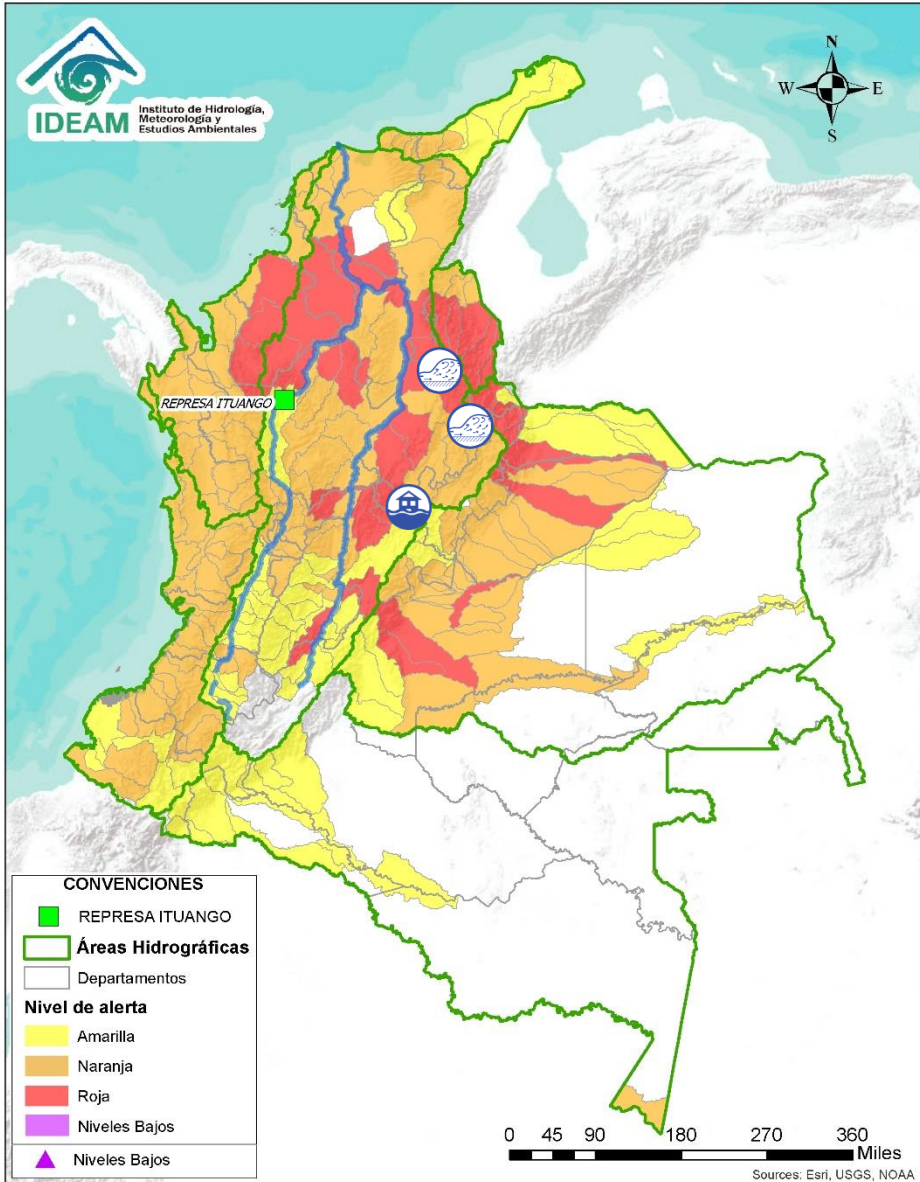 IDEAM
Instituto de Hidrología,
Meteorología y
Estudios Ambientales
N
W
E
S
REPRESA ITUANGO
CONVENCIONES
REPRESA ITUANGO
Áreas Hidrográficas
Departamentos
Nivel de alerta
Amarilla
Naranja
Roja
Niveles Bajos
Niveles Bajos
0 45 90 180 270 360
Miles
Sources: Esri, USGS, NOAA